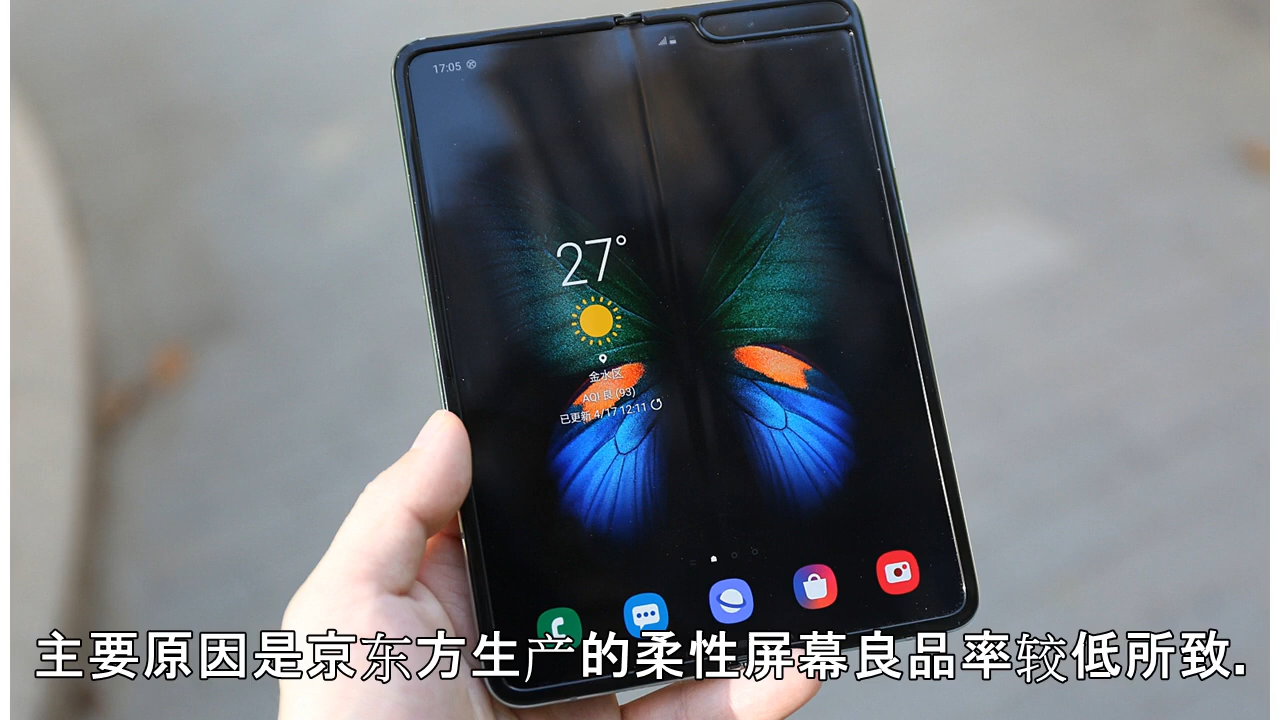 17:05
27°
金水区
AQI 良 (93)
已更新 4/17 12:11
主要原因是京东方生产的柔性屏幕良品率较低所致.